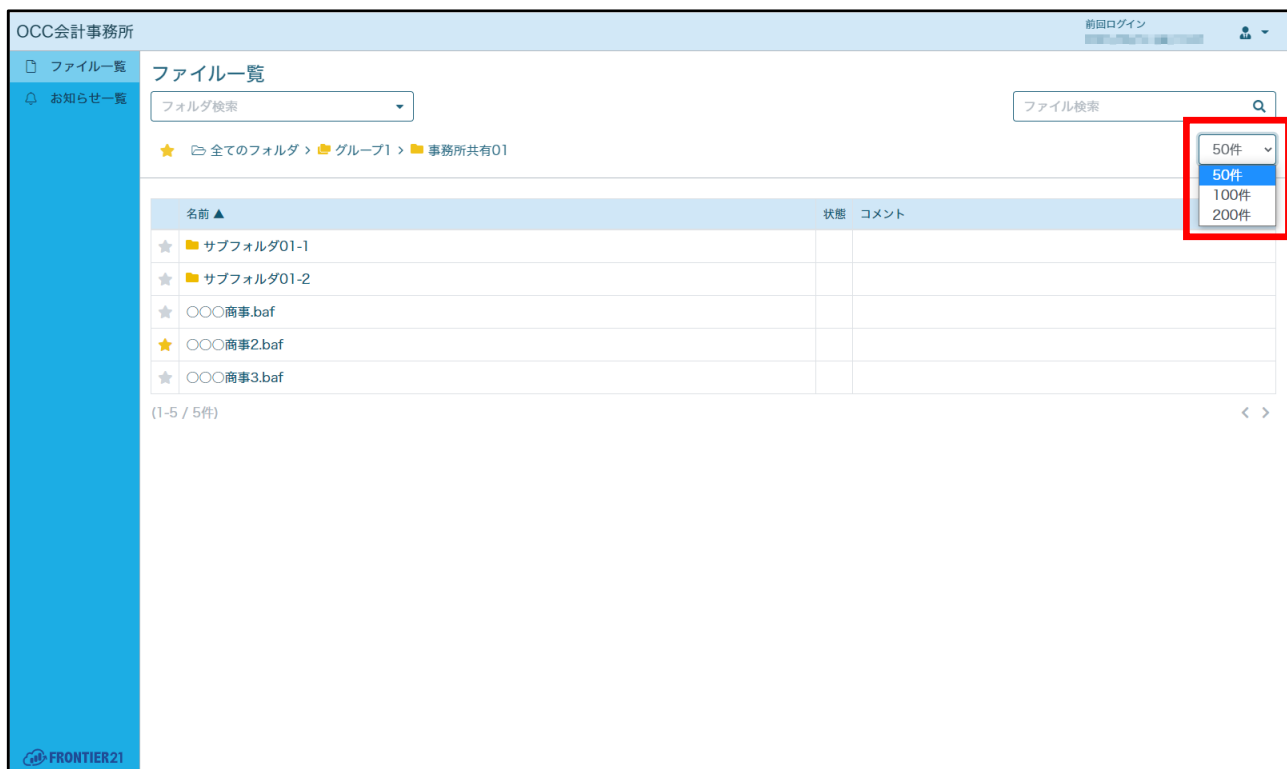 OCC会計事務所
前回ログイン
ファイル一覧
お知らせ一覧
ファイル一覧
フォルダ検索
ファイル検索
全てのフォルダ > グループ1 > 事務所共有01
50件
50件
100件
200件
名前▲ 状態 コメント
サブフォルダ01-1
サブフォルダ01-2
○○○商事.baf
○○○商事2.baf
○○○商事3.baf
(1-5 / 5件)
FRONTIER21